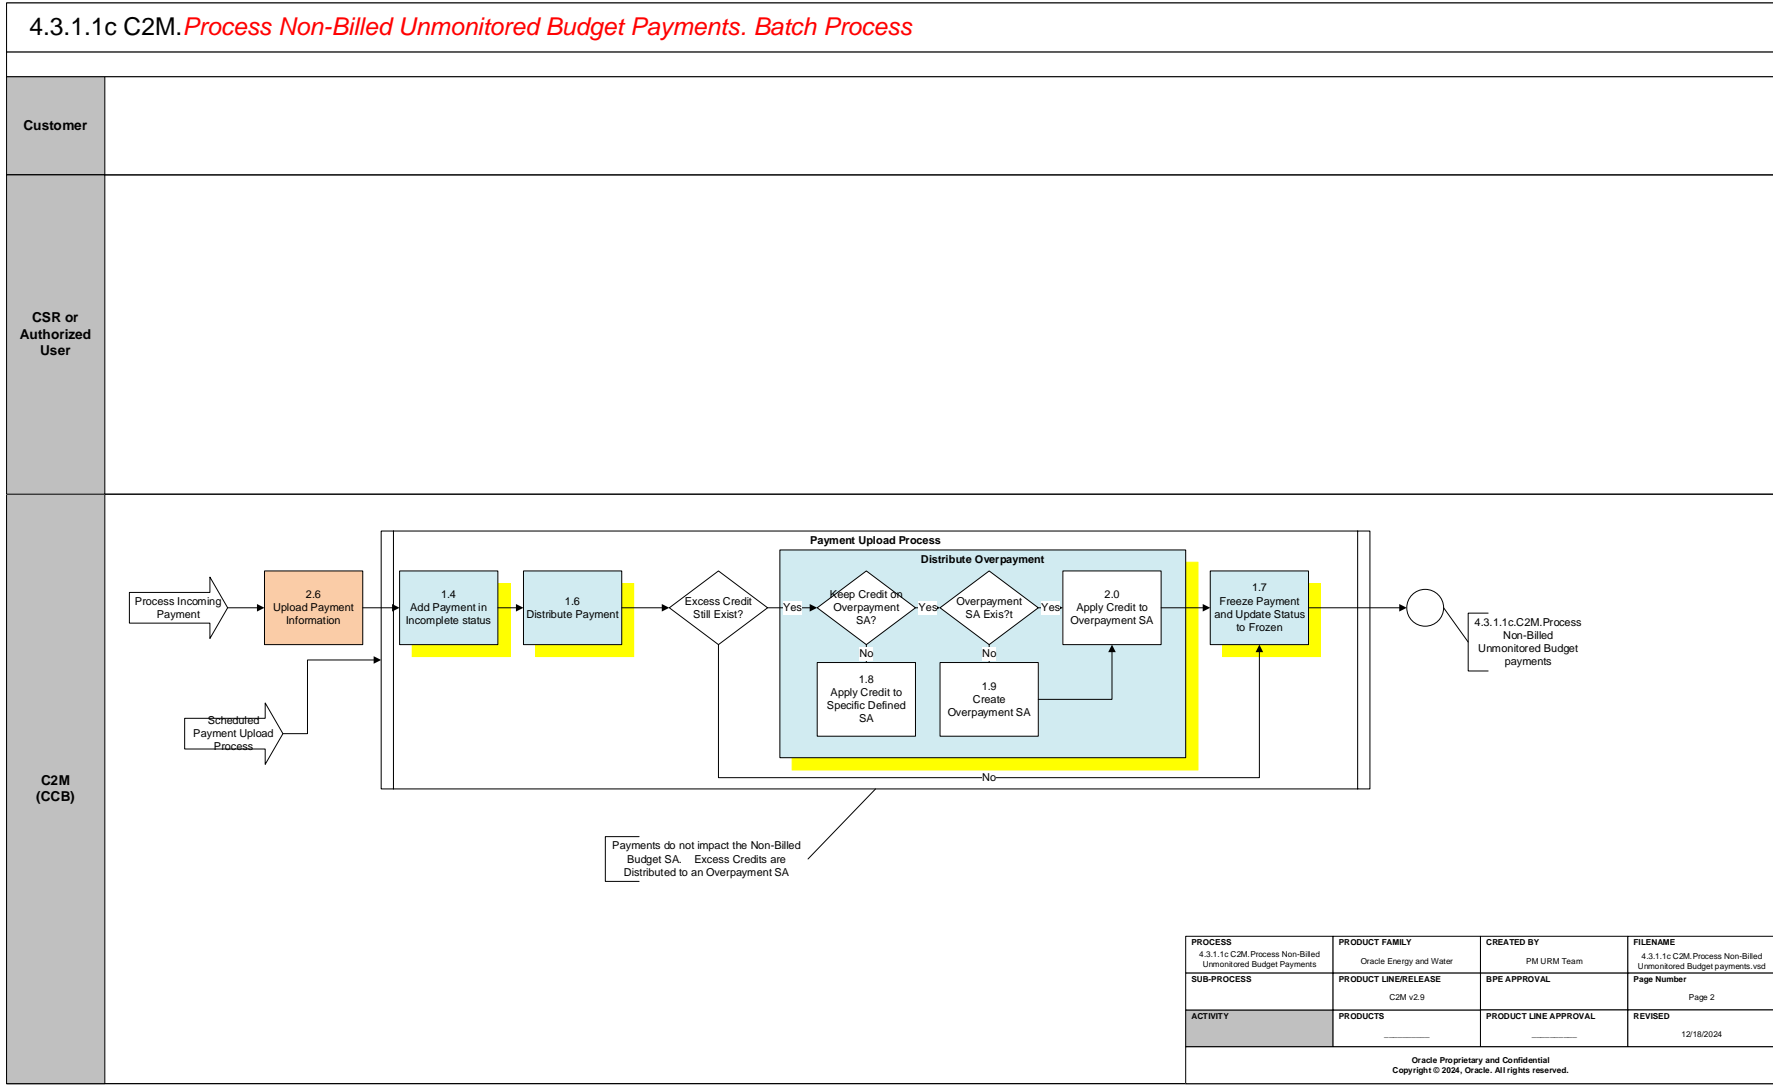 4.3.1.1c C2M.Process Non-Billed Unmonitored Budget Payments. Batch Process
Customer
CSR or
Authorized
User
C2M
(CCB)
Payment Upload Process
Distribute Overpayment
Process Incoming
Payment
2.6
Upload Payment
Information
1.4
Add Payment in
Incomplete status
1.6
Distribute Payment
Excess Credit
Still Exist?
Yes
Keep Credit on
Overpayment
SA?
Yes
Overpayment
SA Exis?t
Yes
2.0
Apply Credit to
Overpayment SA
1.7
Freeze Payment
and Update Status
to Frozen
4.3.1.1c.C2M.Process
Non-Billed
Unmonitored Budget
payments
No
No
1.8
Apply Credit to
Specific Defined
SA
1.9
Create
Overpayment SA
Scheduled
Payment Upload
Process
No
Payments do not impact the Non-Billed
Budget SA. Excess Credits are
Distributed to an Overpayment SA
PROCESS
4.3.1.1c C2M.Process Non-Billed
Unmonitored Budget Payments
PRODUCT FAMILY
Oracle Energy and Water
CREATED BY
PM URM Team
FILENAME
4.3.1.1c C2M.Process Non-Billed
Unmonitored Budget payments.vsd
SUB-PROCESS
PRODUCT LINE/RELEASE
C2M v2.9
BPE APPROVAL
Page Number
Page 2
ACTIVITY
PRODUCTS
PRODUCT LINE APPROVAL
REVISED
12/18/2024
Oracle Proprietary and Confidential
Copyright © 2024, Oracle. All rights reserved.